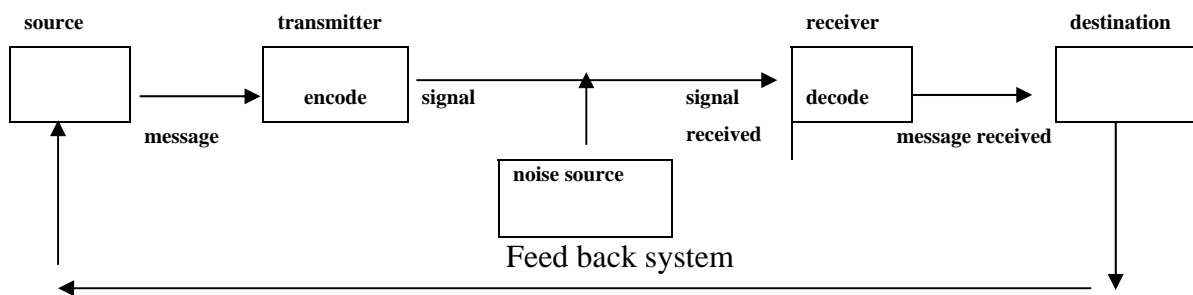 source
transmitter
receiver
destination
encode
signal
signal
received
decode
message
message received
noise source
Feed back system